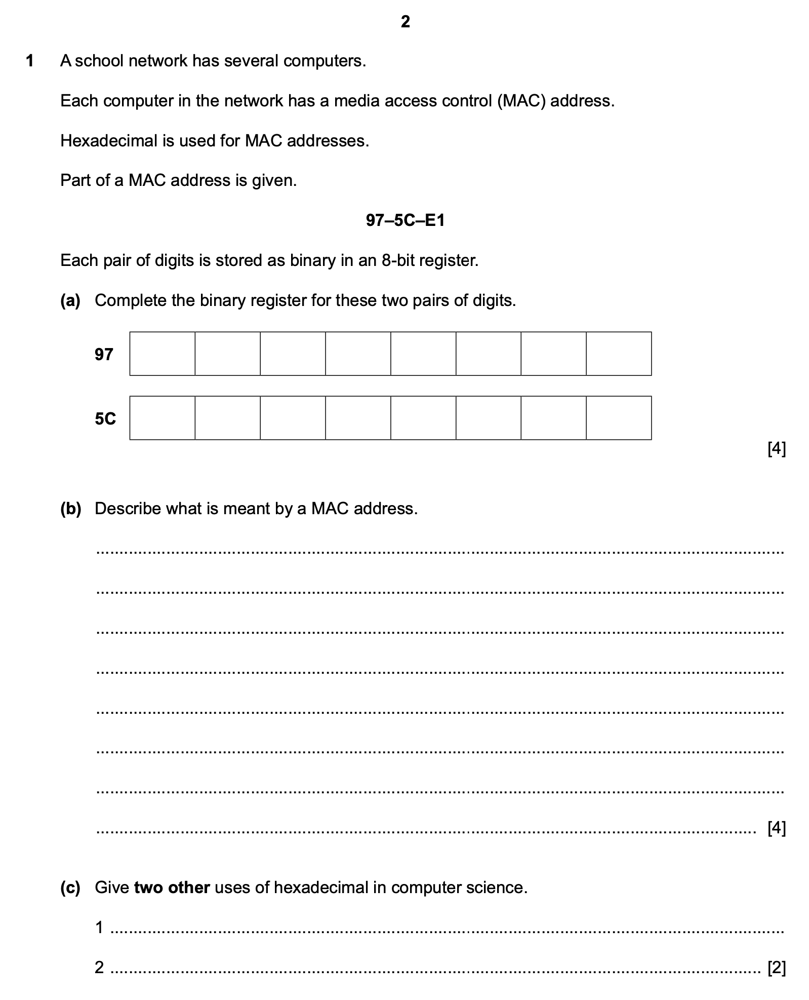 2
1 A school network has several computers.
Each computer in the network has a media access control (MAC) address.
Hexadecimal is used for MAC addresses.
Part of a MAC address is given.
97–5C–E1
Each pair of digits is stored as binary in an 8-bit register.
(a) Complete the binary register for these two pairs of digits.
97
5C
[4]
(b) Describe what is meant by a MAC address.
[4]
(c) Give two other uses of hexadecimal in computer science.
1
2 [2]